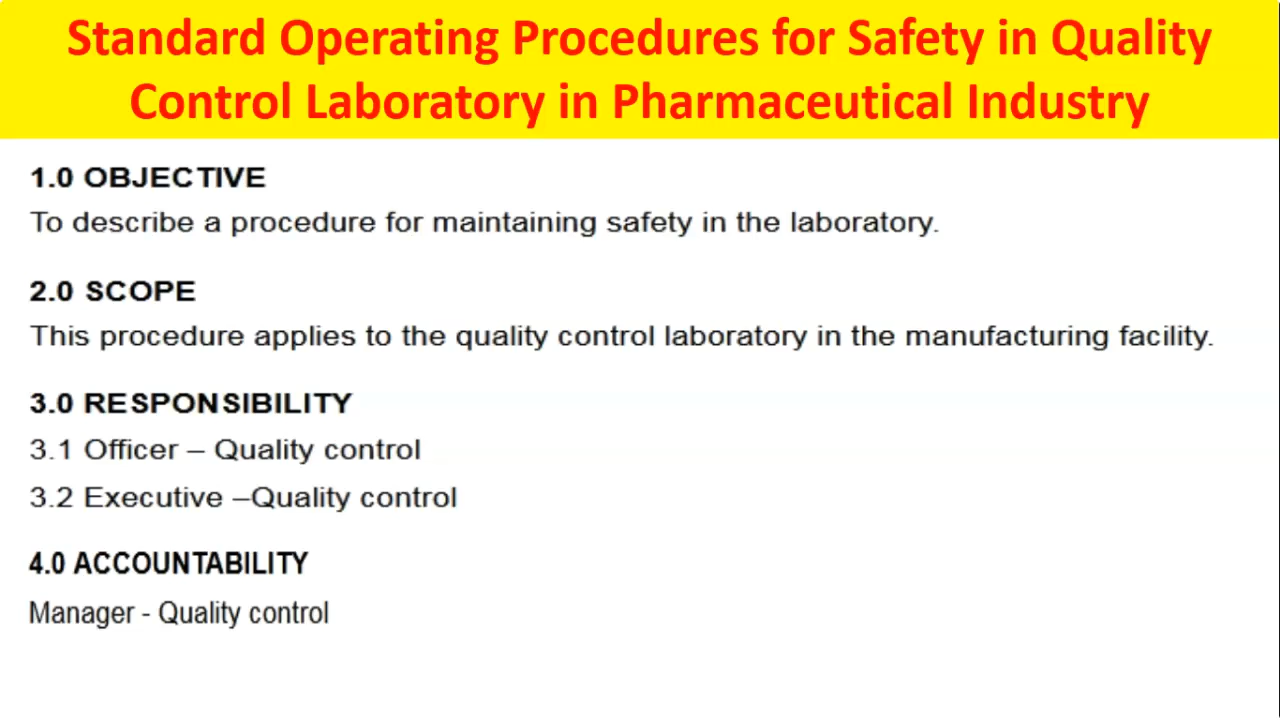 Standard Operating Procedures for Safety in Quality
Control Laboratory in Pharmaceutical Industry
1.0 OBJECTIVE
To describe a procedure for maintaining safety in the laboratory.
2.0 SCOPE
This procedure applies to the quality control laboratory in the manufacturing facility.
3.0 RESPONSIBILITY
3.1 Officer – Quality control
3.2 Executive –Quality control
4.0 ACCOUNTABILITY
Manager - Quality control